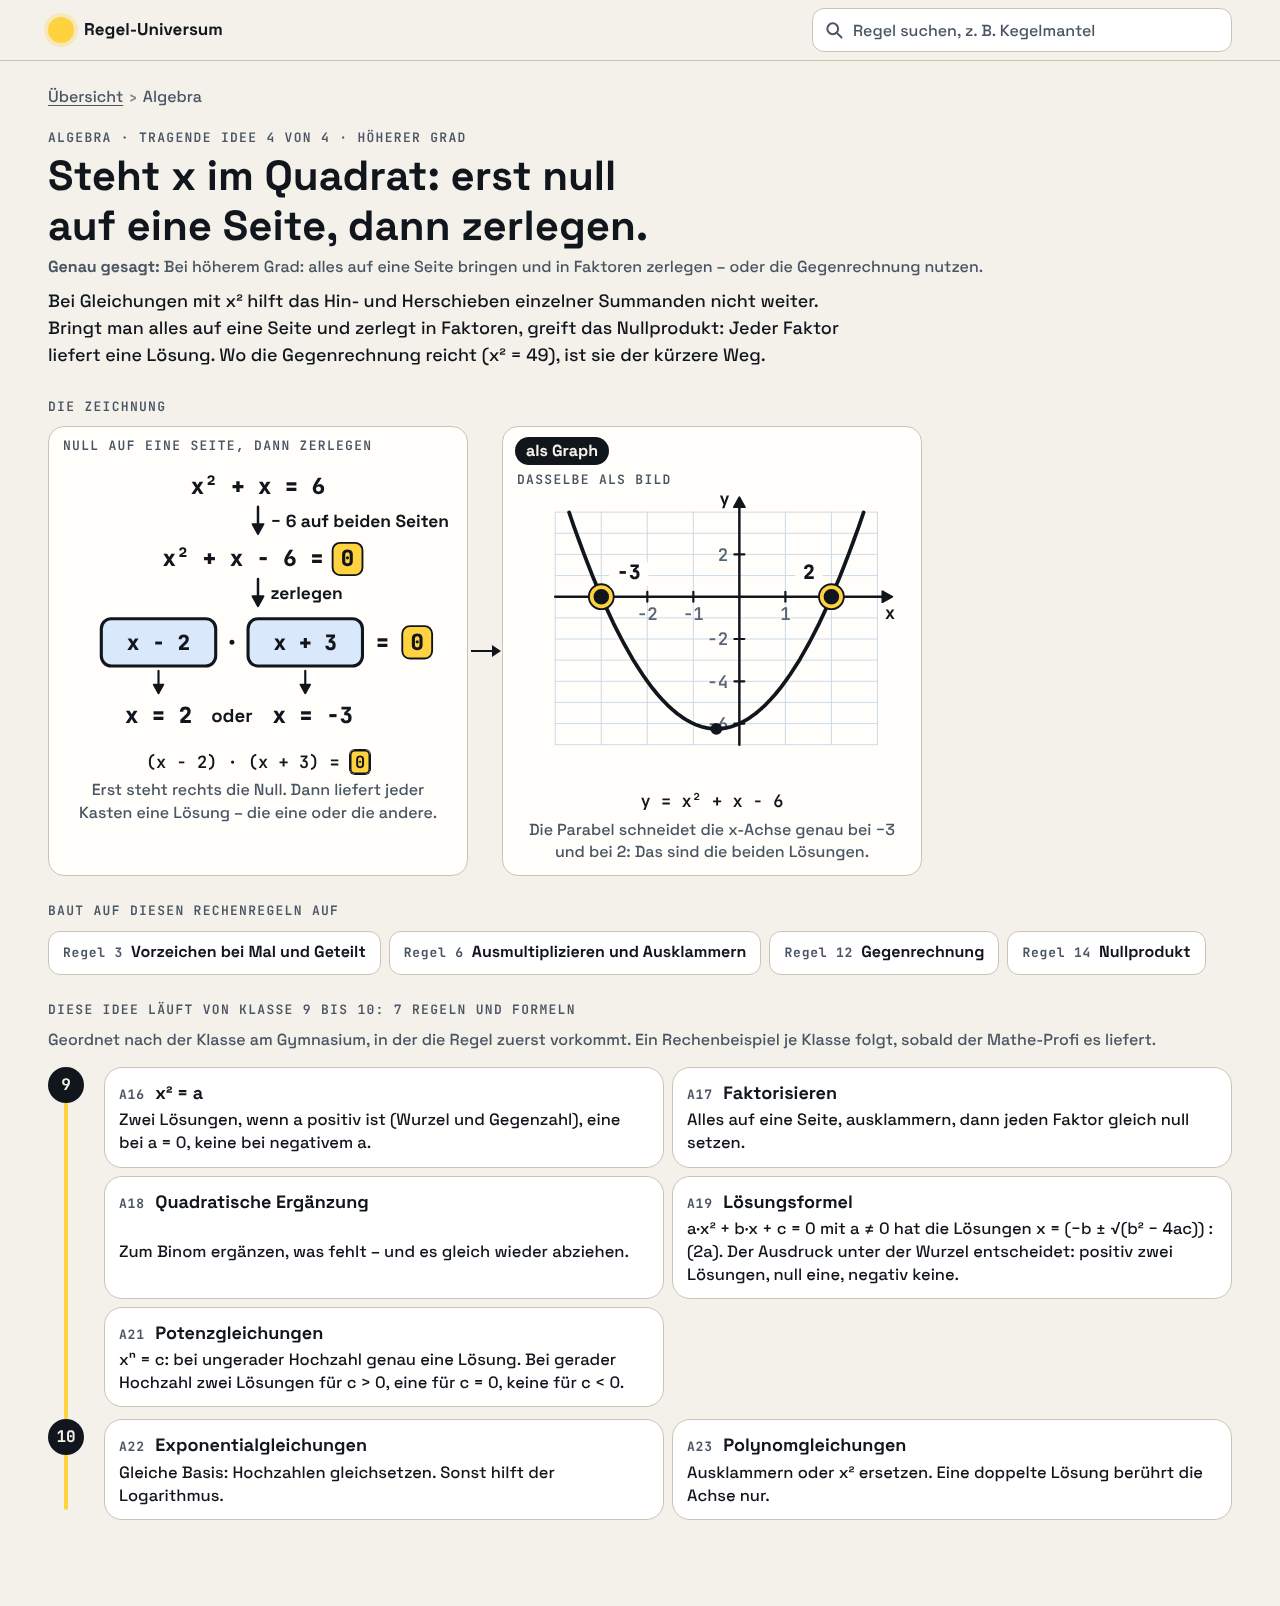 Regel-Universum
Regel suchen, z. B. Kegelmantel
Übersicht > Algebra
ALGEBRA · TRAGENDE IDEE 4 VON 4 · HÖHERER GRAD
Steht x im Quadrat: erst null
auf eine Seite, dann zerlegen.
Genau gesagt: Bei höherem Grad: alles auf eine Seite bringen und in Faktoren zerlegen – oder die Gegenrechnung nutzen.
Bei Gleichungen mit x² hilft das Hin- und Herschieben einzelner Summanden nicht weiter.
Bringt man alles auf eine Seite und zerlegt in Faktoren, greift das Nullprodukt: Jeder Faktor
liefert eine Lösung. Wo die Gegenrechnung reicht (x² = 49), ist sie der kürzere Weg.
DIE ZEICHNUNG
NULL AUF EINE SEITE, DANN ZERLEGEN
x² + x = 6
− 6 auf beiden Seiten
x² + x - 6 = 0
zerlegen
x - 2 · x + 3 = 0
x = 2 oder x = -3
(x - 2) · (x + 3) = 0
Erst steht rechts die Null. Dann liefert jeder
Kasten eine Lösung – die eine oder die andere.
als Graph
DASSELBE ALS BILD
y
2
-3
2
-2
-1
1
x
-2
-4
-6
y = x² + x - 6
Die Parabel schneidet die x-Achse genau bei −3
und bei 2: Das sind die beiden Lösungen.
BAUT AUF DIESEN RECHENREGELN AUF
Regel 3 Vorzeichen bei Mal und Geteilt
Regel 6 Ausmultiplizieren und Ausklammern
Regel 12 Gegenrechnung
Regel 14 Nullprodukt
DIESE IDEE LÄUFT VON KLASSE 9 BIS 10: 7 REGELN UND FORMELN
Geordnet nach der Klasse am Gymnasium, in der die Regel zuerst vorkommt. Ein Rechenbeispiel je Klasse folgt, sobald der Mathe-Profi es liefert.
9
A16 x² = a
Zwei Lösungen, wenn a positiv ist (Wurzel und Gegenzahl), eine
bei a = 0, keine bei negativem a.
A17 Faktorisieren
Alles auf eine Seite, ausklammern, dann jeden Faktor gleich null
setzen.
A18 Quadratische Ergänzung
Zum Binom ergänzen, was fehlt – und es gleich wieder abziehen.
A19 Lösungsformel
a·x² + b·x + c = 0 mit a ≠ 0 hat die Lösungen x = (−b ± √(b² − 4ac)) :
(2a). Der Ausdruck unter der Wurzel entscheidet: positiv zwei
Lösungen, null eine, negativ keine.
A21 Potenzgleichungen
xⁿ = c: bei ungerader Hochzahl genau eine Lösung. Bei gerader
Hochzahl zwei Lösungen für c > 0, eine für c = 0, keine für c < 0.
10
A22 Exponentialgleichungen
Gleiche Basis: Hochzahlen gleichsetzen. Sonst hilft der
Logarithmus.
A23 Polynomgleichungen
Ausklammern oder x² ersetzen. Eine doppelte Lösung berührt die
Achse nur.